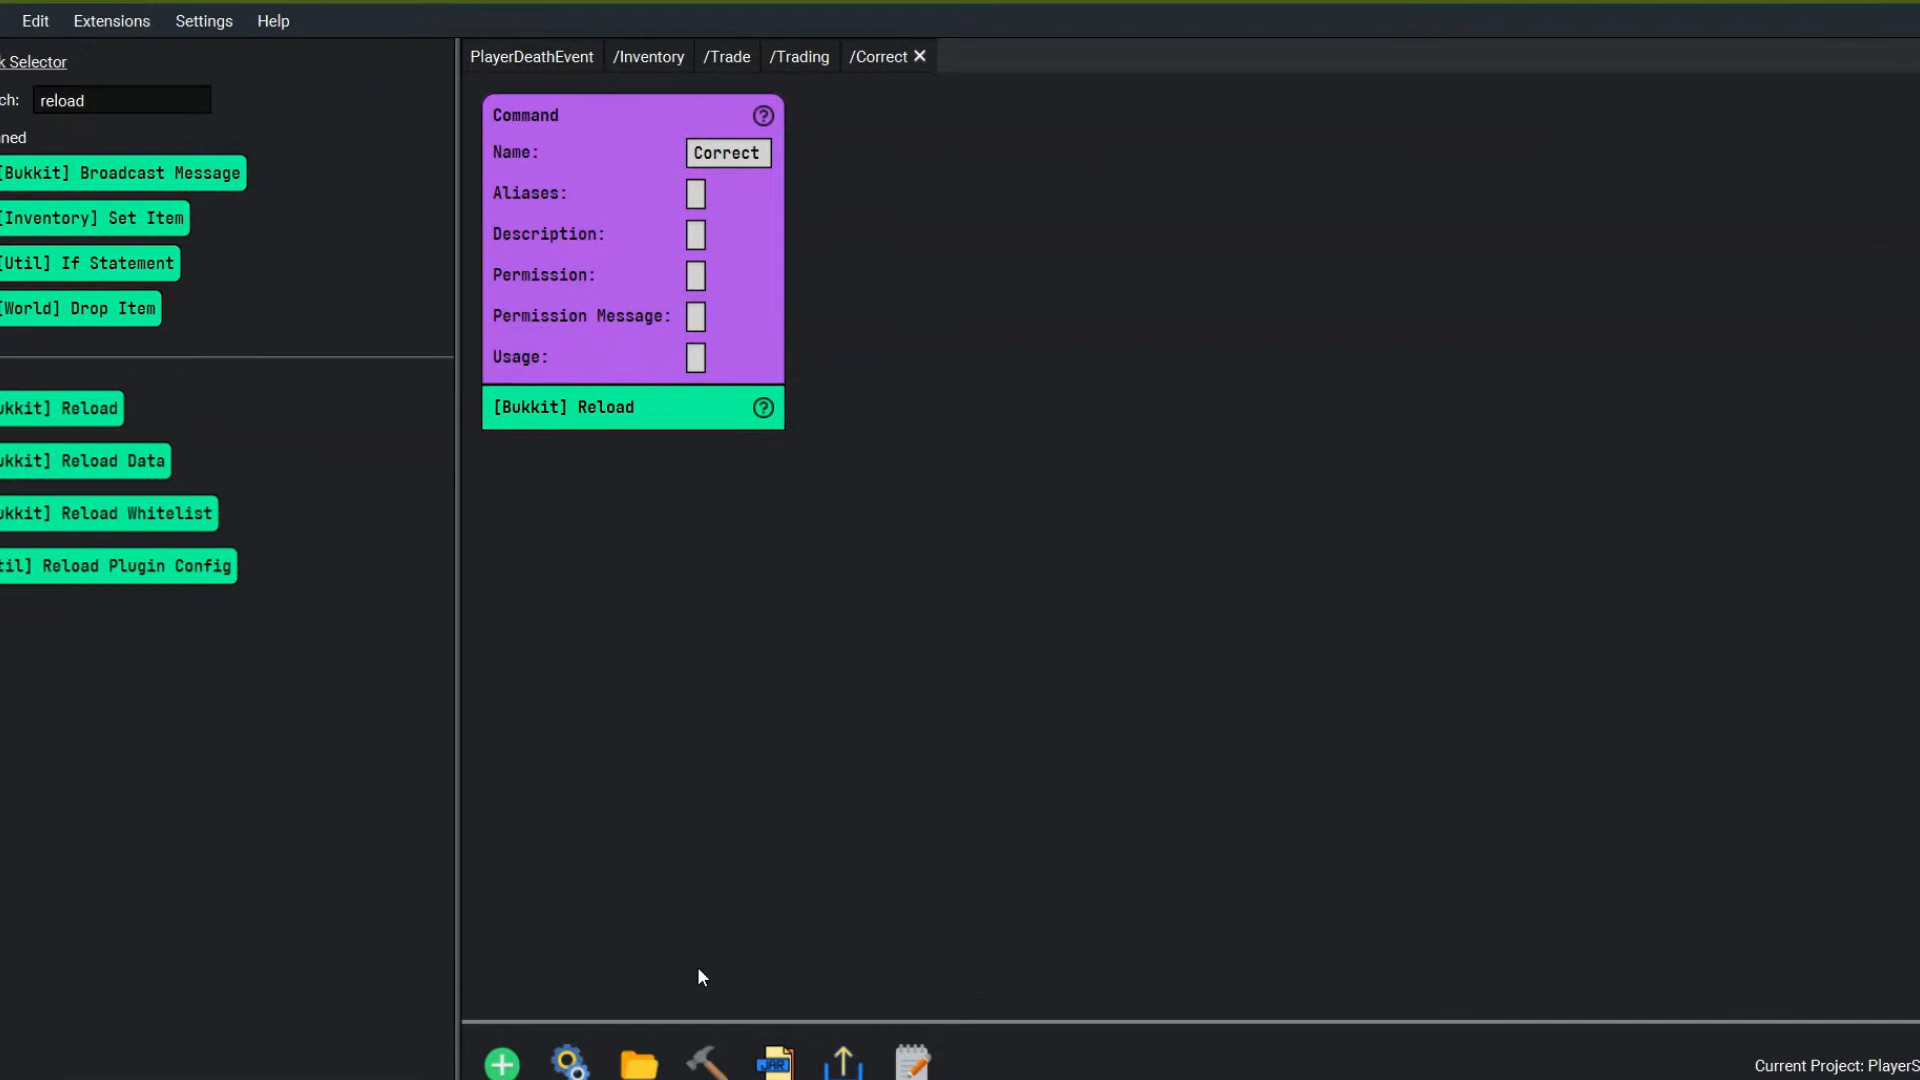 Edit Extensions Settings Help
k Selector
ch: reload
ned
[Bukkit] Broadcast Message
[Inventory] Set Item
[Util] If Statement
[World] Drop Item
ukkit] Reload
ukkit] Reload Data
ukkit] Reload Whitelist
til] Reload Plugin Config
PlayerDeathEvent /Inventory /Trade /Trading /Correct ✕
Command ?
Name: Correct
Aliases:
Description:
Permission:
Permission Message:
Usage:
[Bukkit] Reload ?
JAR
Current Project: PlayerS